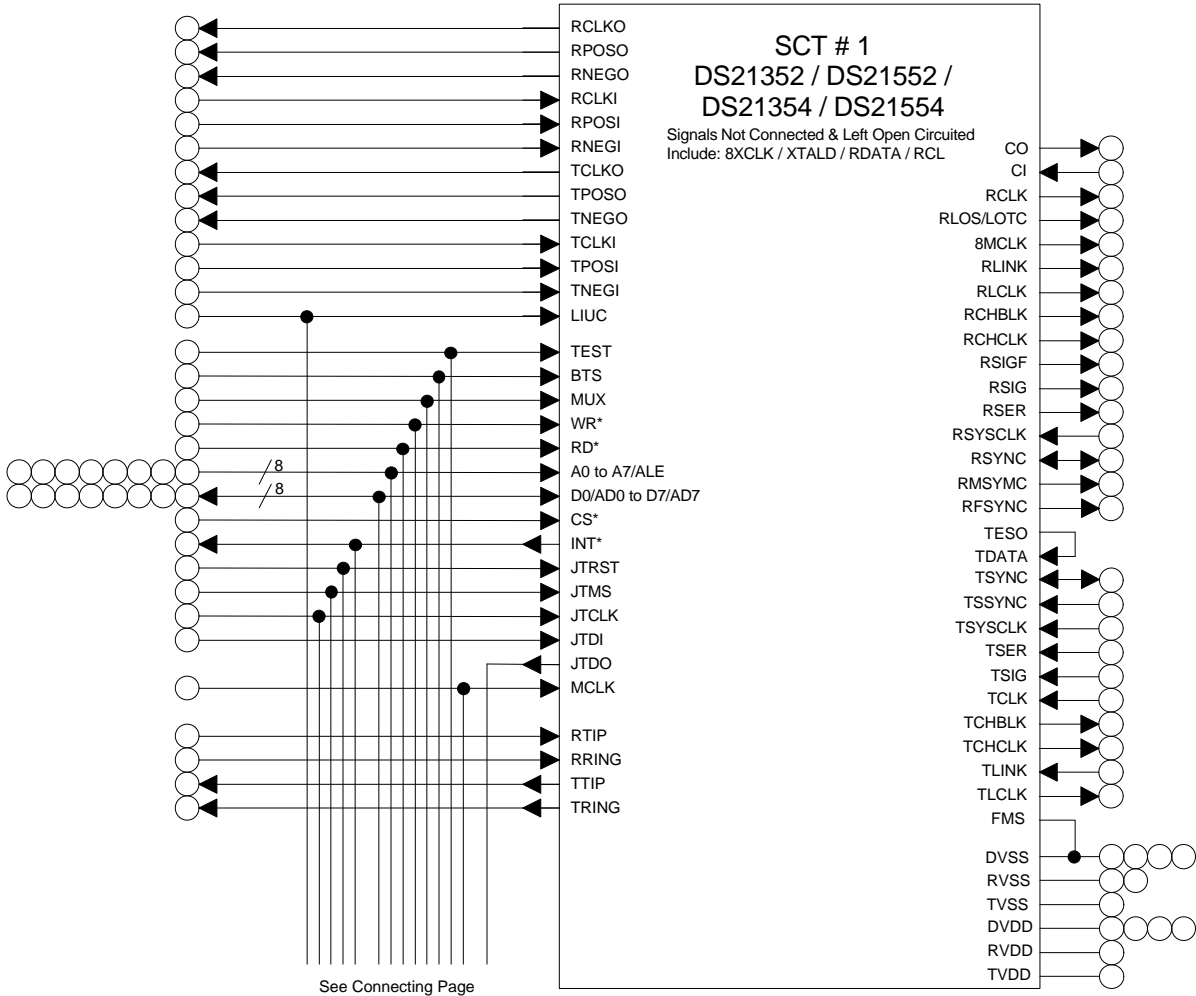 SCT # 1
DS21352 / DS21552 /
DS21354 / DS21554
Signals Not Connected & Left Open Circuited
Include: 8XCLK / XTALD / RDATA / RCL
RCLKO
RPOSO
RNEGO
RCLKI
RPOSI
RNEGI
TCLKO
TPOSO
TNEGO
TCLKI
TPOSI
TNEGI
LIUC
TEST
BTS
MUX
WR*
RD*
8
A0 to A7/ALE
8
D0/AD0 to D7/AD7
CS*
INT*
JTRST
JTMS
JTCLK
JTDI
JTDO
MCLK
RTIP
RRING
TTIP
TRING
CO
CI
RCLK
RLOS/LOTC
8MCLK
RLINK
RLCLK
RCHBLK
RCHCLK
RSIGF
RSIG
RSER
RSYSCLK
RSYNC
RMSYMC
RFSYNC
TESO
TDATA
TSYNC
TSSYNC
TSYSCLK
TSER
TSIG
TCLK
TCHBLK
TCHCLK
TLINK
TLCLK
FMS
DVSS
RVSS
TVSS
DVDD
RVDD
TVDD
See Connecting Page